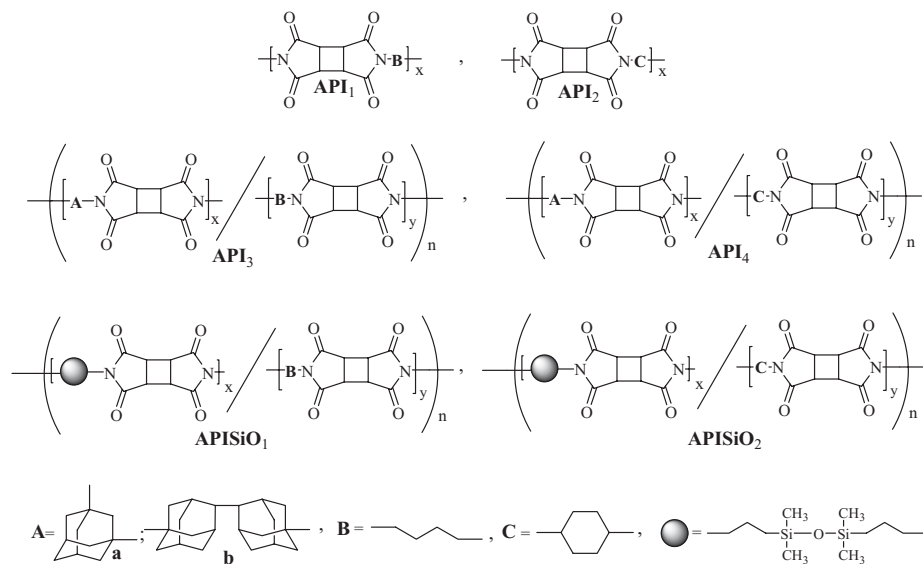 O O O O
[ N N-B ]x , [ N N-C ]x
O O O O
API1 API2
O O O O O O O O
( [ A N N ]x / [ B- N N ]y )n , ( [ A N N ]x / [ C- N N ]y )n
O O O O O O O O
API3 API4
O O O O O O O O
( [ N N ]x / [ B- N N ]y )n , ( [ N N ]x / [ C- N N ]y )n
O O O O O O O O
APISiO1 APISiO2
CH3 CH3
A= a ; b , B = , C = , = Si O Si
CH3 CH3